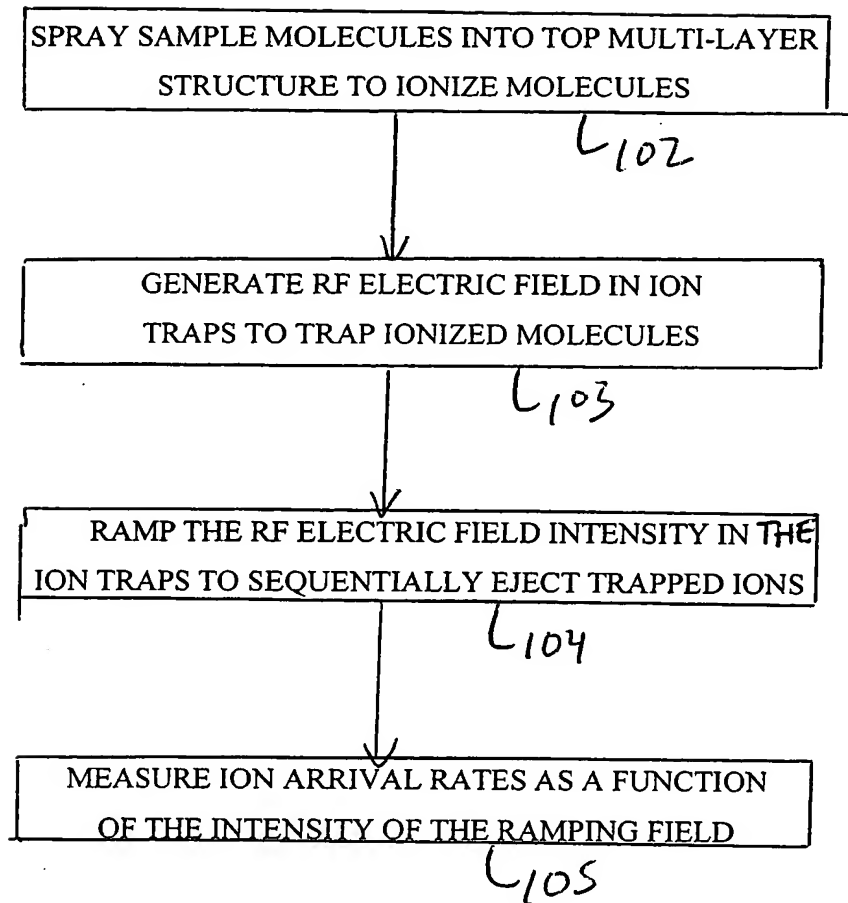 SPRAY SAMPLE MOLECULES INTO TOP MULTI-LAYER
STRUCTURE TO IONIZE MOLECULES
102
GENERATE RF ELECTRIC FIELD IN ION
TRAPS TO TRAP IONIZED MOLECULES
103
RAMP THE RF ELECTRIC FIELD INTENSITY IN THE
ION TRAPS TO SEQUENTIALLY EJECT TRAPPED IONS
104
MEASURE ION ARRIVAL RATES AS A FUNCTION
OF THE INTENSITY OF THE RAMPING FIELD
105